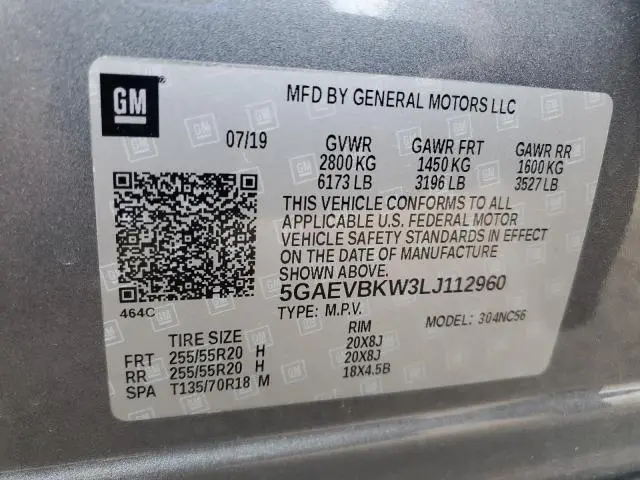 GM
MFD BY GENERAL MOTORS LLC
07/19 GVWR GAWR FRT GAWR RR
2800 KG 1450 KG 1600 KG
6173 LB 3196 LB 3527 LB
THIS VEHICLE CONFORMS TO ALL
APPLICABLE U.S. FEDERAL MOTOR
VEHICLE SAFETY STANDARDS IN EFFECT
ON THE DATE OF MANUFACTURE
5GAEVBKW3LJ112960
464C TYPE: M.P.V. MODEL: 304NC56
TIRE SIZE RIM
FRT 255/55R20 H 20X8J
RR 255/55R20 H 20X8J
SPA T135/70R18 M 18X4.5B